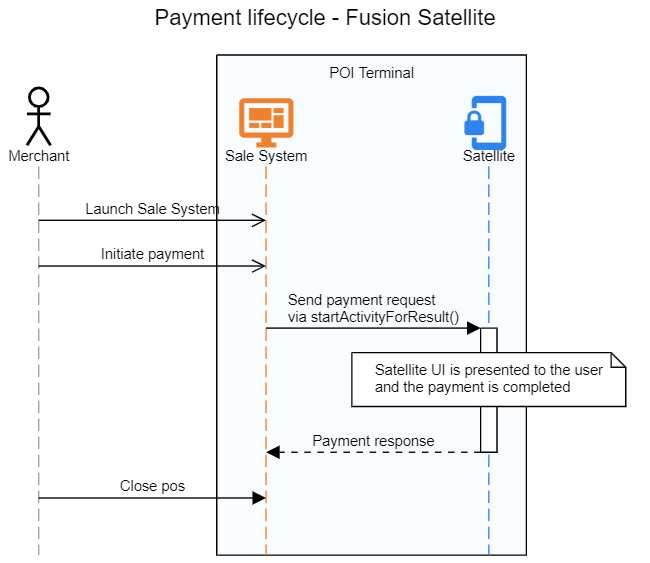 Payment lifecycle - Fusion Satellite
POI Terminal
Merchant
Sale System
Satellite
Launch Sale System
Initiate payment
Send payment request
via startActivityForResult()
Satellite UI is presented to the user
and the payment is completed
Payment response
Close pos